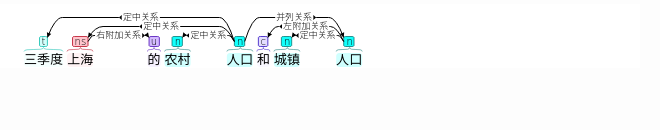 定中关系 并列关系
定中关系 左附加关系
右附加关系 定中关系 定中关系
t ns u n n c n n
三季度 上海 的 农村 人口 和 城镇 人口